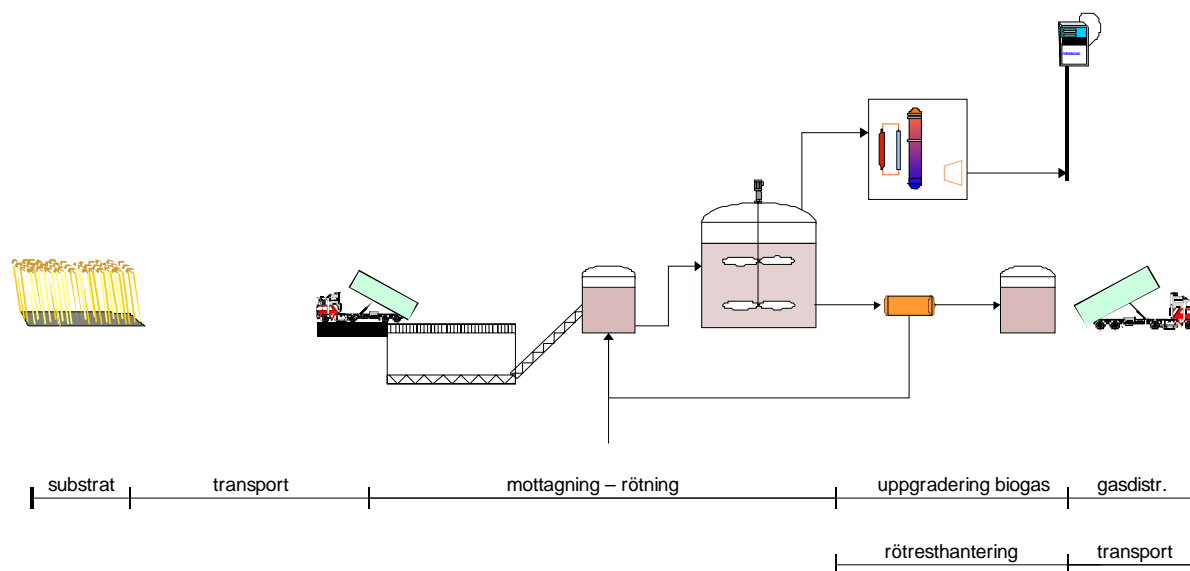 substrat
transport
mottagning – rötning
uppgradering biogas
gasdistr.
rötresthantering
transport